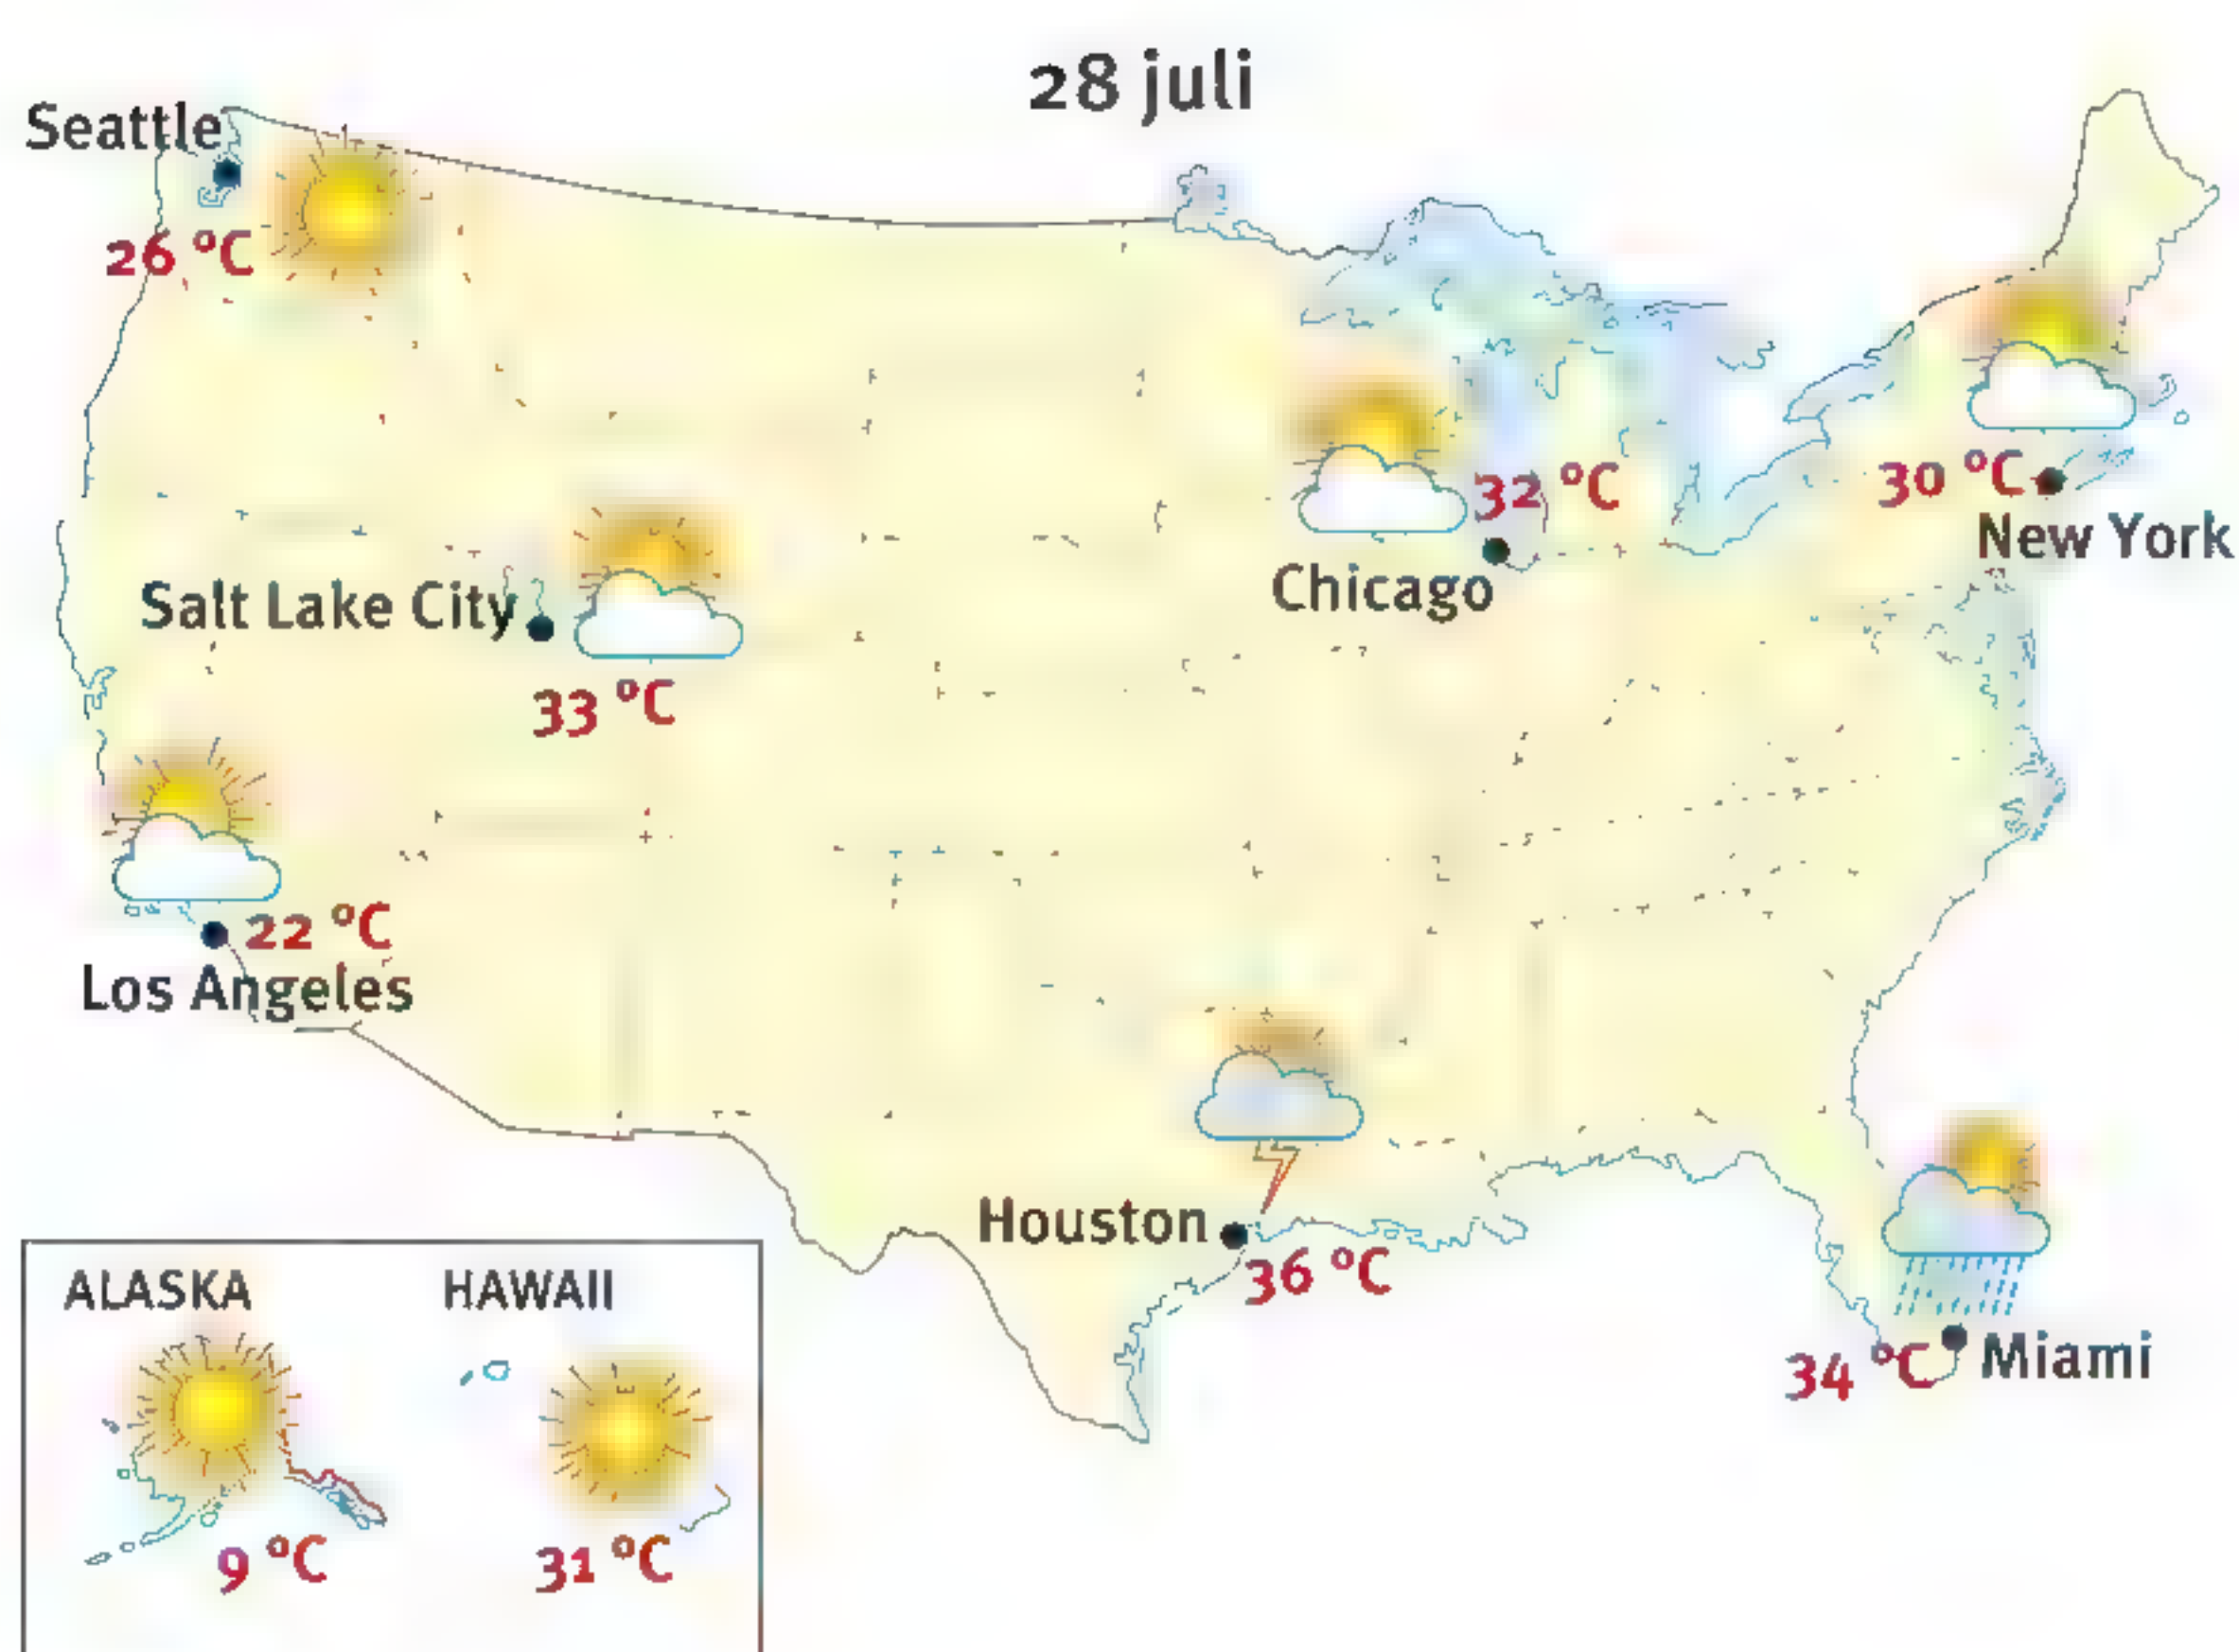 28 juli
Seattle
26 °C
32 °C
30 °C
New York
Chicago
Salt Lake City
33 °C
22 °C
Los Angeles
Houston
36 °C
34 °C
Miami
ALASKA
HAWAII
9 °C
31 °C